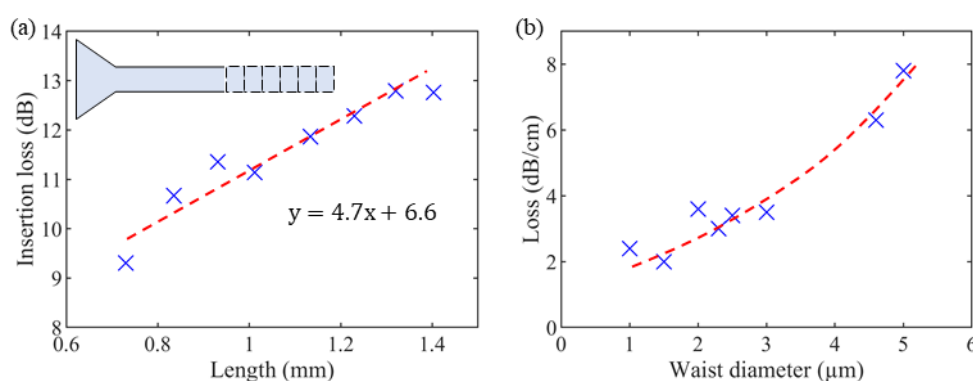 (a)
14
13
12
11
10
9
8
0.6 0.8 1 1.2 1.4
Insertion loss (dB)
Length (mm)
y = 4.7x + 6.6
(b)
8
6
4
2
0
0 1 2 3 4 5 6
Loss (dB/cm)
Waist diameter (μm)